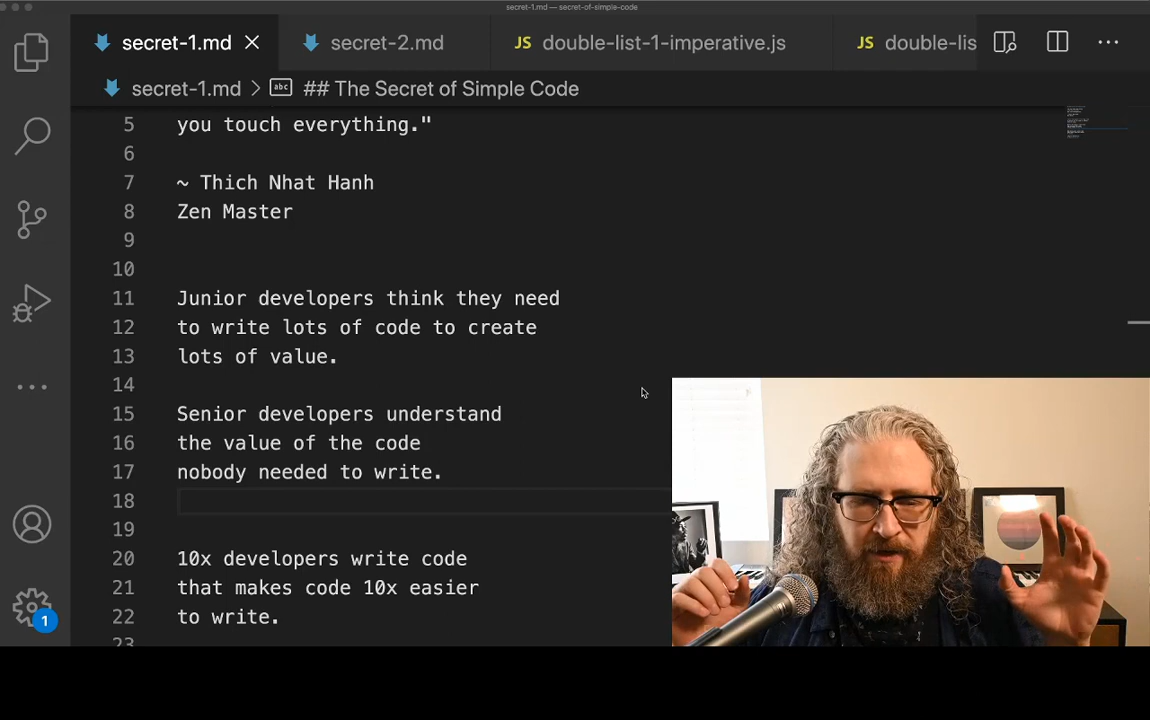 secret-1.md — secret-of-simple-code
secret-1.md
secret-2.md
JS double-list-1-imperative.js
JS double-lis
secret-1.md > abc ## The Secret of Simple Code
5 you touch everything."
6
7 ~ Thich Nhat Hanh
8 Zen Master
9
10
11 Junior developers think they need
12 to write lots of code to create
13 lots of value.
14
15 Senior developers understand
16 the value of the code
17 nobody needed to write.
18
19
20 10x developers write code
21 that makes code 10x easier
22 to write.
23
1